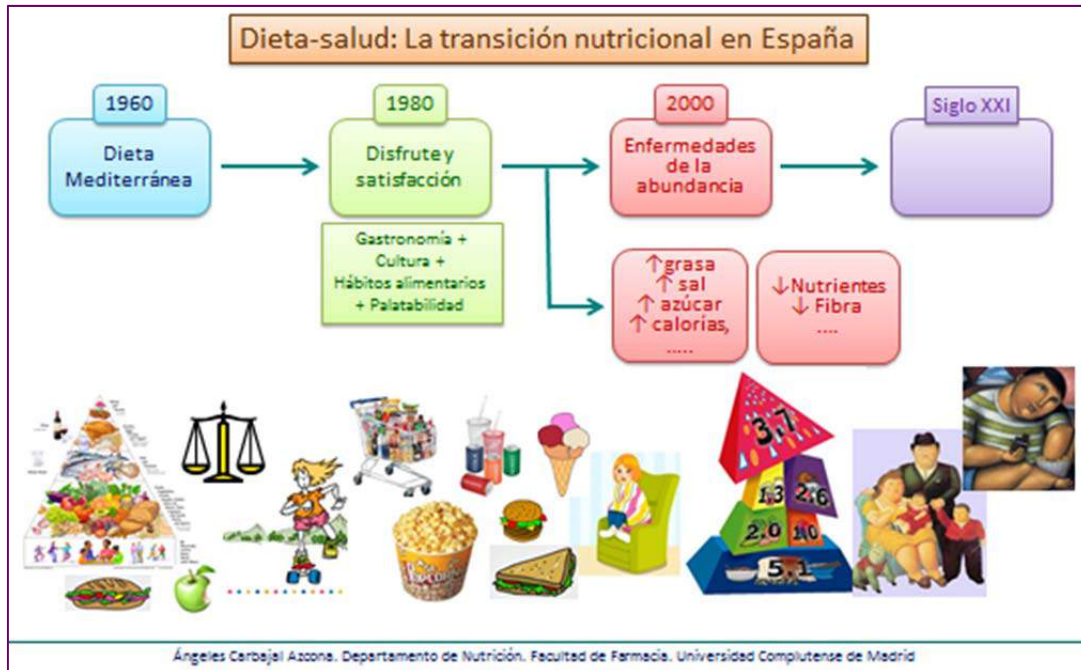 Dieta-salud: La transición nutricional en España
1960
Dieta
Mediterránea
1980
Disfrute y
satisfacción
Gastronomía +
Cultura +
Hábitos alimentarios
+ Palatabilidad
2000
Enfermedades
de la
abundancia
↑grasa
↑ sal
↑ azúcar
↑ calorías,
.....
↓Nutrientes
↓ Fibra
....
Siglo XXI
POPCORN
3.7
1.3
2.6
2.0
1.0
5.1
Ángeles Carbajal Azcona. Departamento de Nutrición. Facultad de Farmacia. Universidad Complutense de Madrid